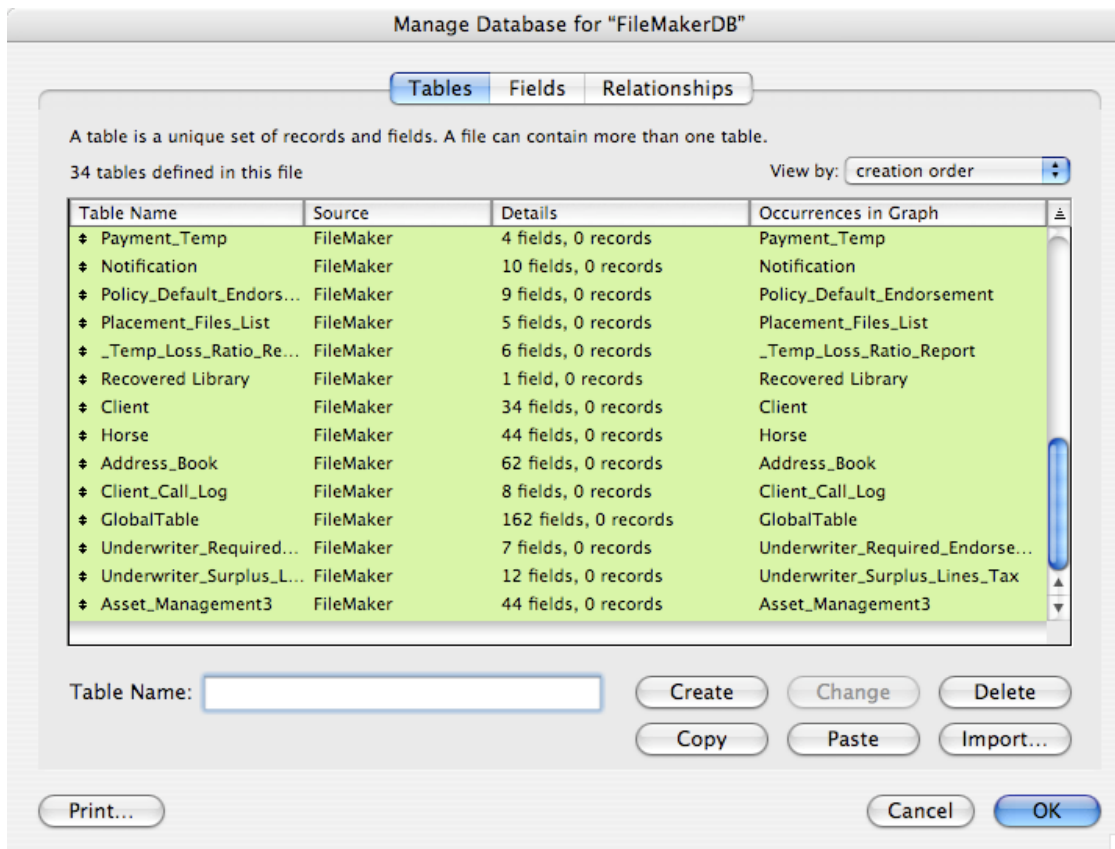 Manage Database for “FileMakerDB”
Tables Fields Relationships
A table is a unique set of records and fields. A file can contain more than one table.
34 tables defined in this file View by: creation order
Table Name Source Details Occurrences in Graph
Payment_Temp FileMaker 4 fields, 0 records Payment_Temp
Notification FileMaker 10 fields, 0 records Notification
Policy_Default_Endors... FileMaker 9 fields, 0 records Policy_Default_Endorsement
Placement_Files_List FileMaker 5 fields, 0 records Placement_Files_List
_Temp_Loss_Ratio_Re... FileMaker 6 fields, 0 records _Temp_Loss_Ratio_Report
Recovered Library FileMaker 1 field, 0 records Recovered Library
Client FileMaker 34 fields, 0 records Client
Horse FileMaker 44 fields, 0 records Horse
Address_Book FileMaker 62 fields, 0 records Address_Book
Client_Call_Log FileMaker 8 fields, 0 records Client_Call_Log
GlobalTable FileMaker 162 fields, 0 records GlobalTable
Underwriter_Required... FileMaker 7 fields, 0 records Underwriter_Required_Endorse...
Underwriter_Surplus_L... FileMaker 12 fields, 0 records Underwriter_Surplus_Lines_Tax
Asset_Management3 FileMaker 44 fields, 0 records Asset_Management3
Table Name: Create Change Delete
Copy Paste Import...
Print... Cancel OK